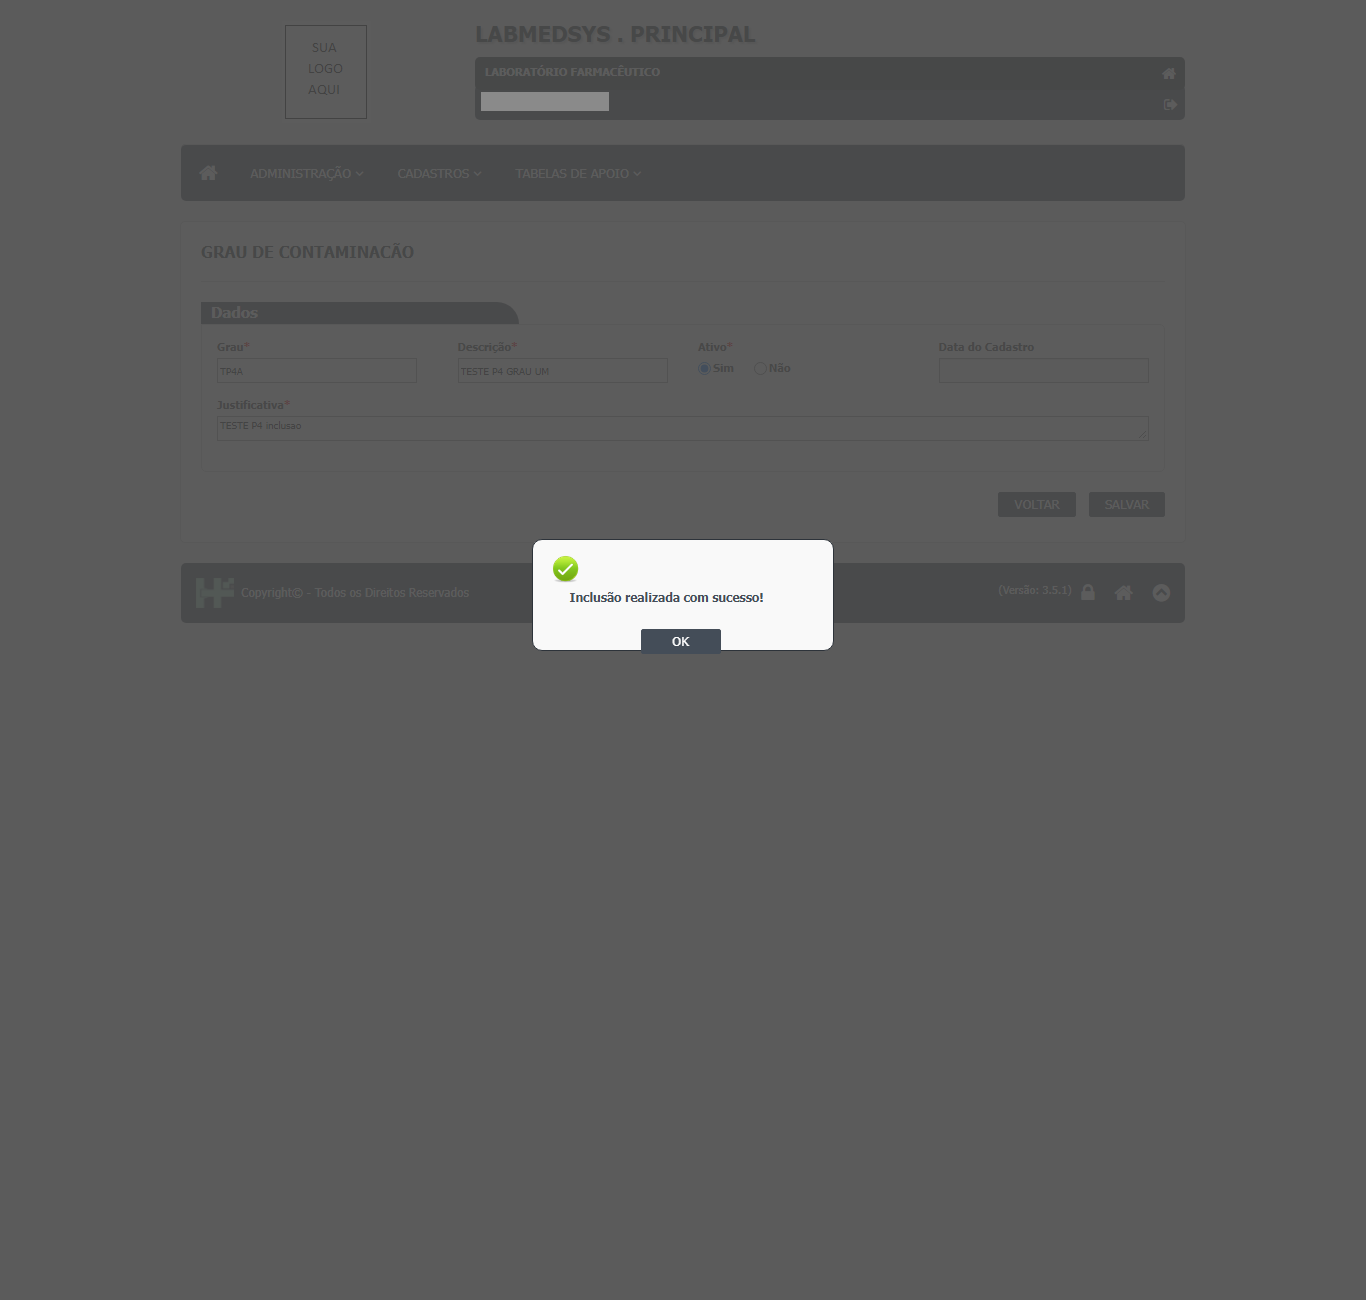 SUA
LOGO
AQUI
LABMEDSYS . PRINCIPAL
LABORATÓRIO FARMACÊUTICO
ADMINISTRAÇÃO
CADASTROS
TABELAS DE APOIO
GRAU DE CONTAMINACÃO
Dados
Grau*
Descrição*
Ativo*
Data do Cadastro
TP4A
TESTE P4 GRAU UM
Sim
Não
Justificativa*
TESTE P4 inclusao
VOLTAR
SALVAR
Inclusão realizada com sucesso!
OK
Copyright© - Todos os Direitos Reservados
(Versão: 3.5.1)